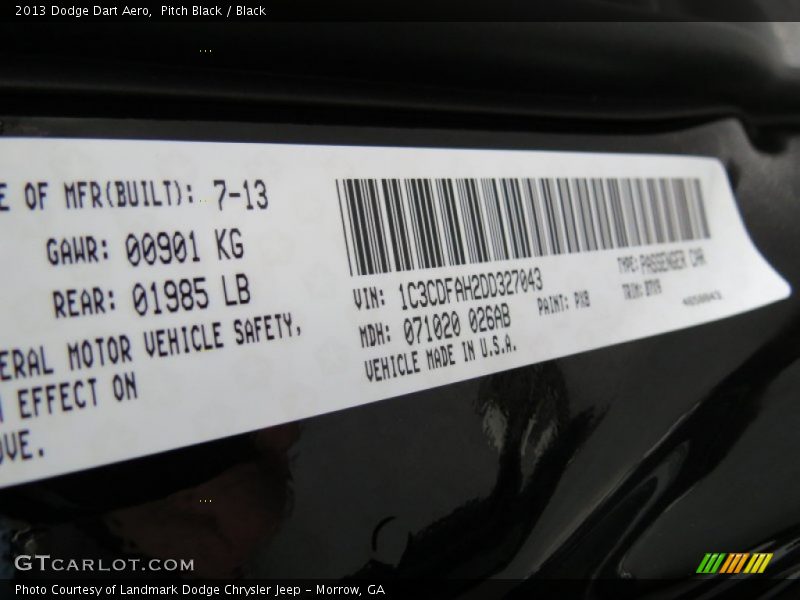 2013 Dodge Dart Aero, Pitch Black / Black
E OF MFR(BUILT): 7-13
GAWR: 00901 KG
REAR: 01985 LB
ERAL MOTOR VEHICLE SAFETY,
EFFECT ON
OVE.
VIN: 1C3CDFAH2DD327043
MDH: 071020 026AB
VEHICLE MADE IN U.S.A.
PAINT: PX8
TYPE: PASSENGER CAR
TRIM:
GTCARLOT.COM
Photo Courtesy of Landmark Dodge Chrysler Jeep - Morrow, GA